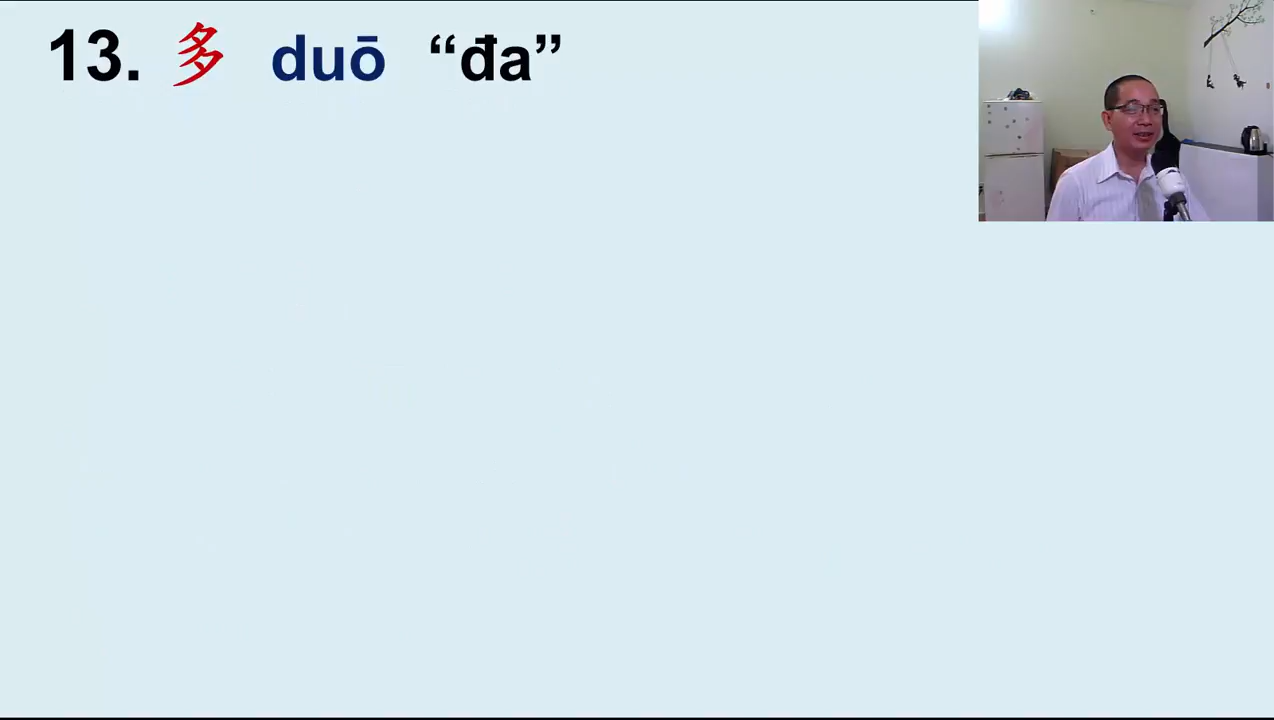 13. 多 duō “đa”